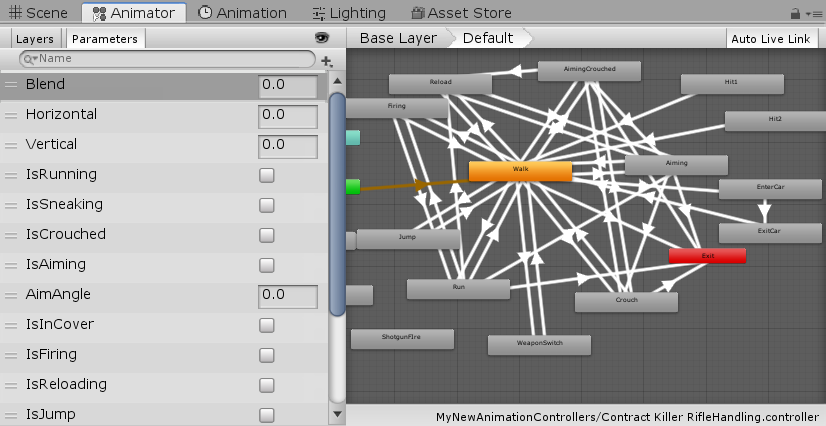 Scene Animator Animation Lighting Asset Store
Layers Parameters
Base Layer Default Auto Live Link
Name
Blend 0.0
Horizontal 0.0
Vertical 0.0
IsRunning
IsSneaking
IsCrouched
IsAiming
AimAngle 0.0
IsInCover
IsFiring
IsReloading
IsJump
AimingCrouched
Reload
Hit1
Firing
Hit2
Walk
Aiming
EnterCar
Jump
ExitCar
Exit
Run
Crouch
ShotgunFIre
WeaponSwitch
MyNewAnimationControllers/Contract Killer RifleHandling.controller